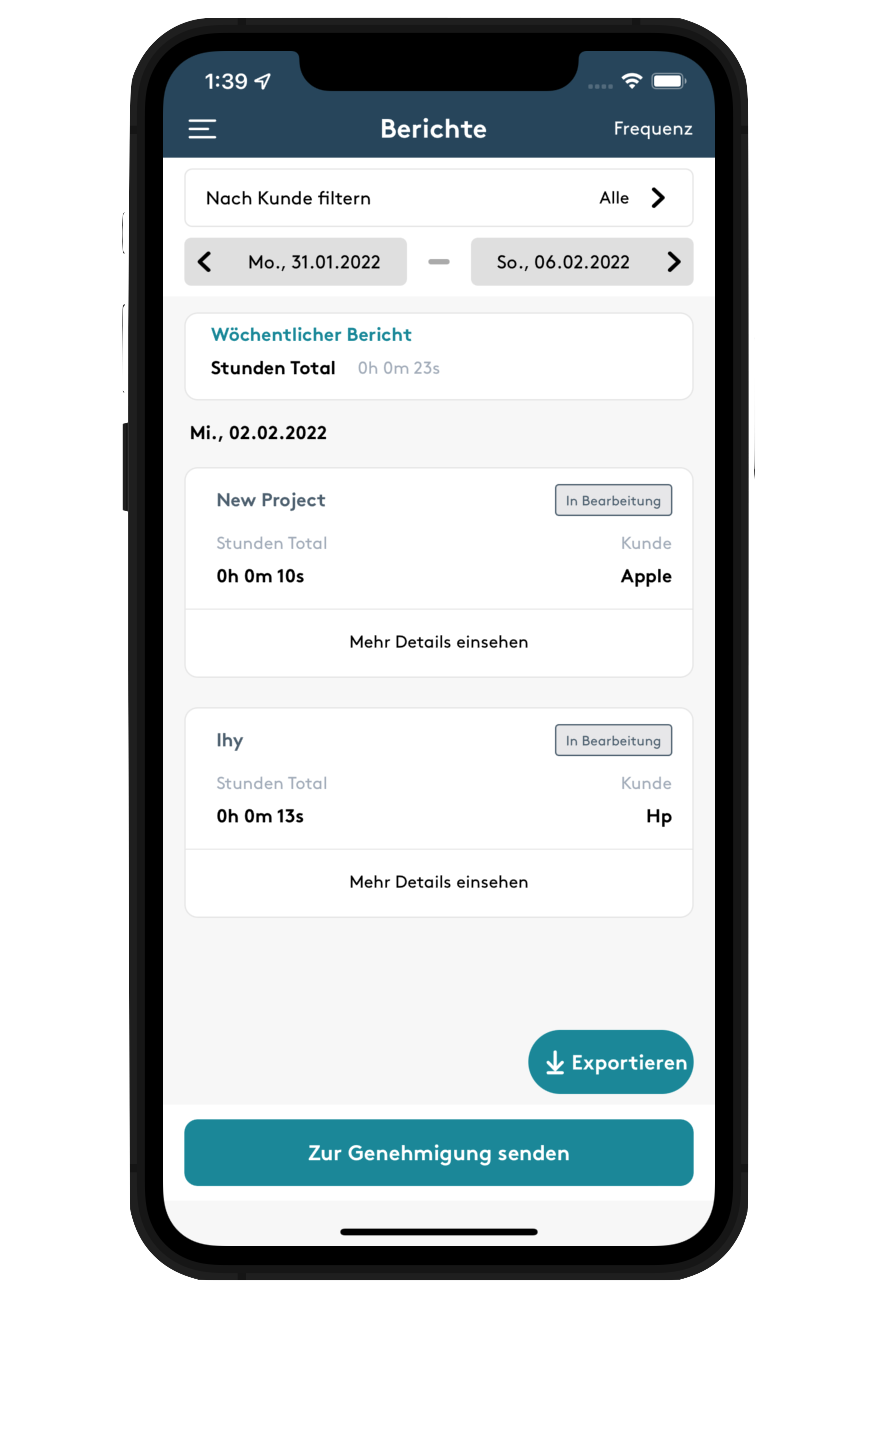 1:39
Berichte Frequenz
Nach Kunde filtern Alle
Mo., 31.01.2022 So., 06.02.2022
Wöchentlicher Bericht
Stunden Total 0h 0m 23s
Mi., 02.02.2022
New Project In Bearbeitung
Stunden Total Kunde
0h 0m 10s Apple
Mehr Details einsehen
Ihy In Bearbeitung
Stunden Total Kunde
0h 0m 13s Hp
Mehr Details einsehen
Exportieren
Zur Genehmigung senden